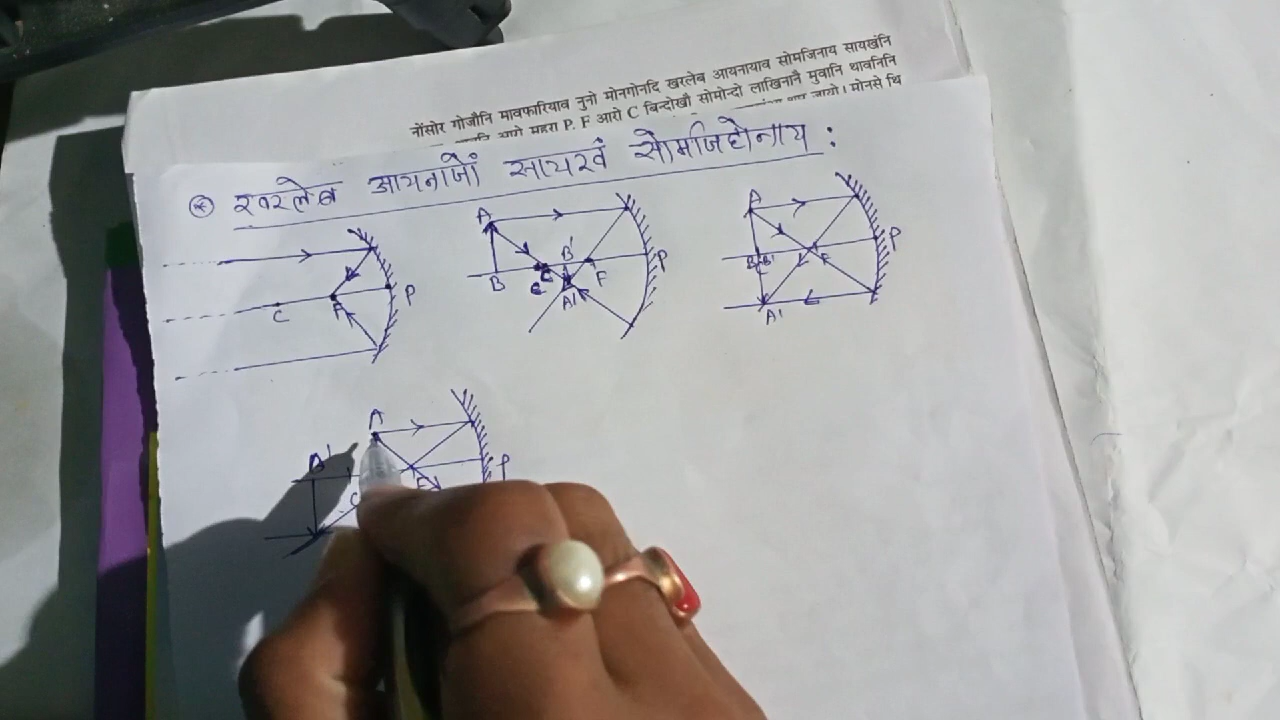 नोंसोर गोजौनि मावफारियाव नुनो मोनगोनदि खरलेब आयनायाव सोमजिनाय सायखंनि
आरो C बिन्दोखौ सोमोन्दो लाखिनानै मुवानि थावनिनि
P. F
जायो। मोनसे थि
* खरलेब आयनाजों सायखं सोमजिहोनाय :
A
A
P
B
B'
P
B'
F
P
C
F
C
A'
F
A'
A
B'
P
C
F